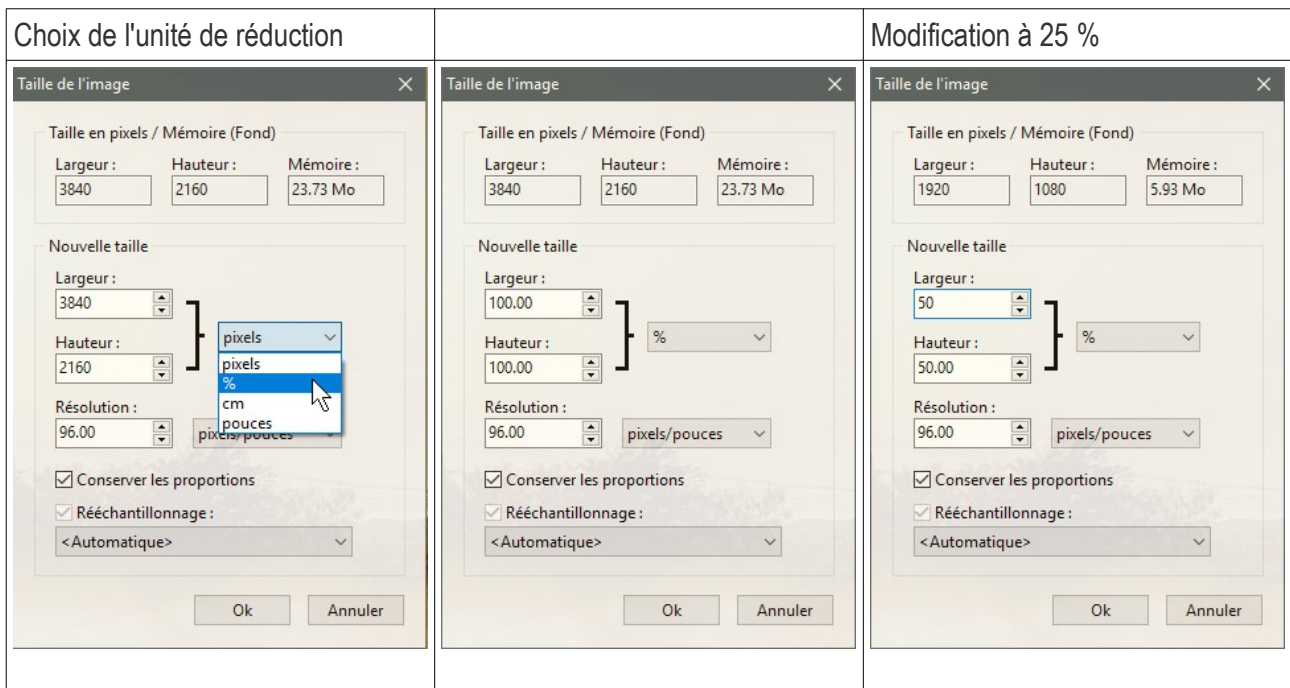 Choix de l'unité de réduction
Modification à 25 %
Taille de l'image
Taille en pixels / Mémoire (Fond)
Largeur : Hauteur : Mémoire :
3840 2160 23.73 Mo
Nouvelle taille
Largeur :
3840
pixels
Hauteur :
2160
pixels
%
cm
pouces
Résolution :
96.00 pixels/pouces
Conserver les proportions
Rééchantillonnage :
<Automatique>
Ok Annuler
Taille de l'image
Taille en pixels / Mémoire (Fond)
Largeur : Hauteur : Mémoire :
3840 2160 23.73 Mo
Nouvelle taille
Largeur :
100.00
%
Hauteur :
100.00
Résolution :
96.00 pixels/pouces
Conserver les proportions
Rééchantillonnage :
<Automatique>
Ok Annuler
Taille de l'image
Taille en pixels / Mémoire (Fond)
Largeur : Hauteur : Mémoire :
1920 1080 5.93 Mo
Nouvelle taille
Largeur :
50
%
Hauteur :
50.00
Résolution :
96.00 pixels/pouces
Conserver les proportions
Rééchantillonnage :
<Automatique>
Ok Annuler